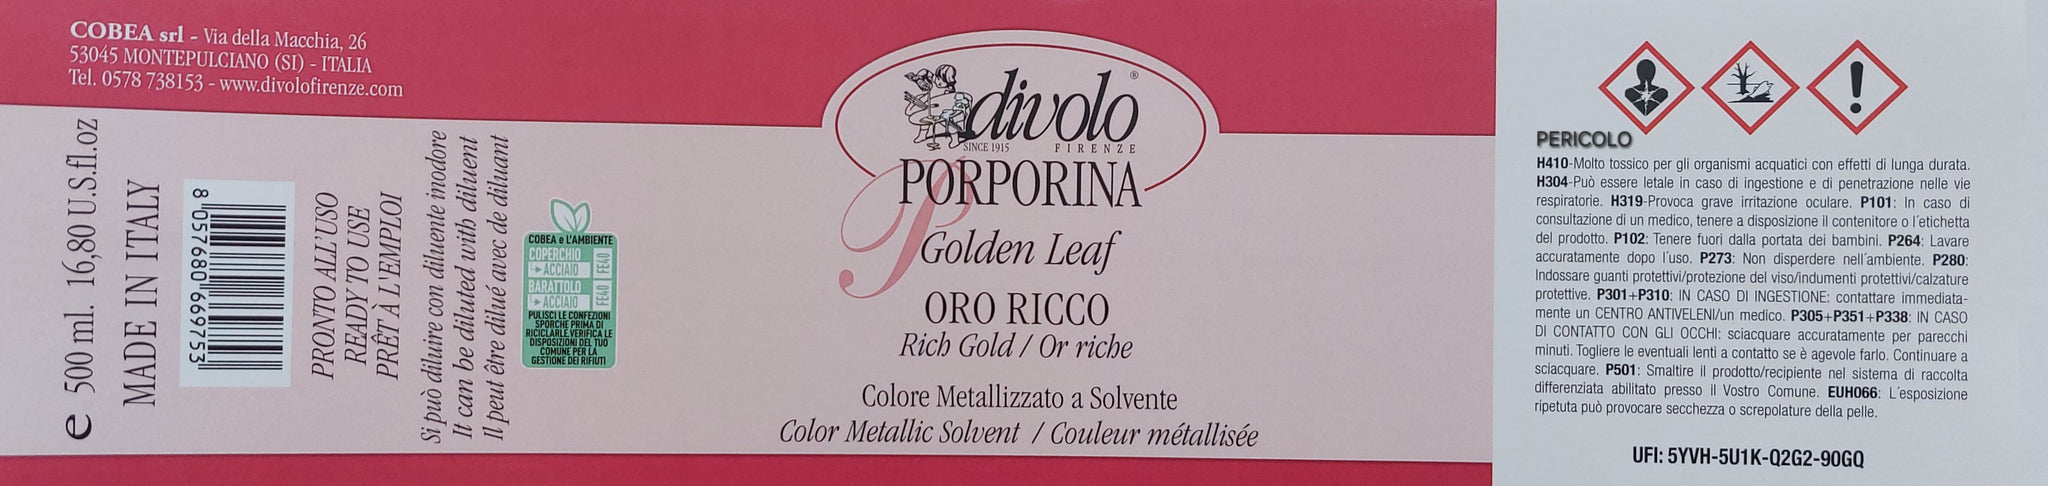 COBEA srl - Via della Macchia, 26
53045 MONTEPULCIANO (SI) - ITALIA
Tel. 0578 738153 - www.divolofirenze.com
e 500 ml. 16,80 U.S.fl.oz
MADE IN ITALY
8 057680 669753
PRONTO ALL'USO
READY TO USE
PRÊT À L'EMPLOI
Si può diluire con diluente inodore
It can be diluted with diluent
Il peut être dilué avec de diluant
COBEA e L'AMBIENTE
COPERCHIO
ACCIAIO
FE40
BARATTOLO
ACCIAIO
FE40
PULISCI LE CONFEZIONI
SPORCHE PRIMA DI
RICICLARLE.VERIFICA LE
DISPOSIZIONI DEL TUO
COMUNE PER LA
GESTIONE DEI RIFIUTI
divolo®
SINCE 1915 FIRENZE
P
PORPORINA
Golden Leaf
ORO RICCO
Rich Gold / Or riche
Colore Metallizzato a Solvente
Color Metallic Solvent / Couleur métallisée
PERICOLO
H410-Molto tossico per gli organismi acquatici con effetti di lunga durata.
H304-Può essere letale in caso di ingestione e di penetrazione nelle vie
respiratorie. H319-Provoca grave irritazione oculare. P101: In caso di
consultazione di un medico, tenere a disposizione il contenitore o l´etichetta
del prodotto. P102: Tenere fuori dalla portata dei bambini. P264: Lavare
accuratamente dopo l´uso. P273: Non disperdere nell´ambiente. P280:
Indossare guanti protettivi/protezione del viso/indumenti protettivi/calzature
protettive. P301+P310: IN CASO DI INGESTIONE: contattare immediata-
mente un CENTRO ANTIVELENI/un medico. P305+P351+P338: IN CASO
DI CONTATTO CON GLI OCCHI: sciacquare accuratamente per parecchi
minuti. Togliere le eventuali lenti a contatto se è agevole farlo. Continuare a
sciacquare. P501: Smaltire il prodotto/recipiente nel sistema di raccolta
differenziata abilitato presso il Vostro Comune. EUH066: L´esposizione
ripetuta può provocare secchezza o screpolature della pelle.
UFI: 5YVH-5U1K-Q2G2-90GQ